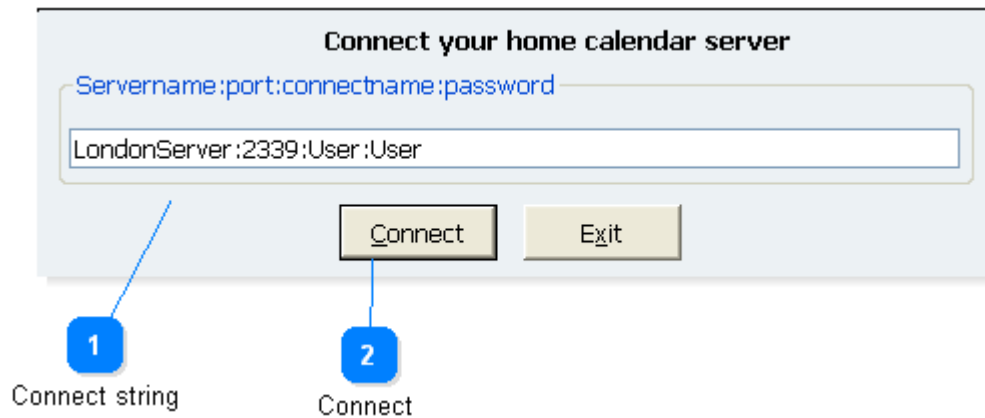 Connect your home calendar server
Servername:port:connectname:password
LondonServer:2339:User:User
Connect Exit
1
2
Connect string
Connect